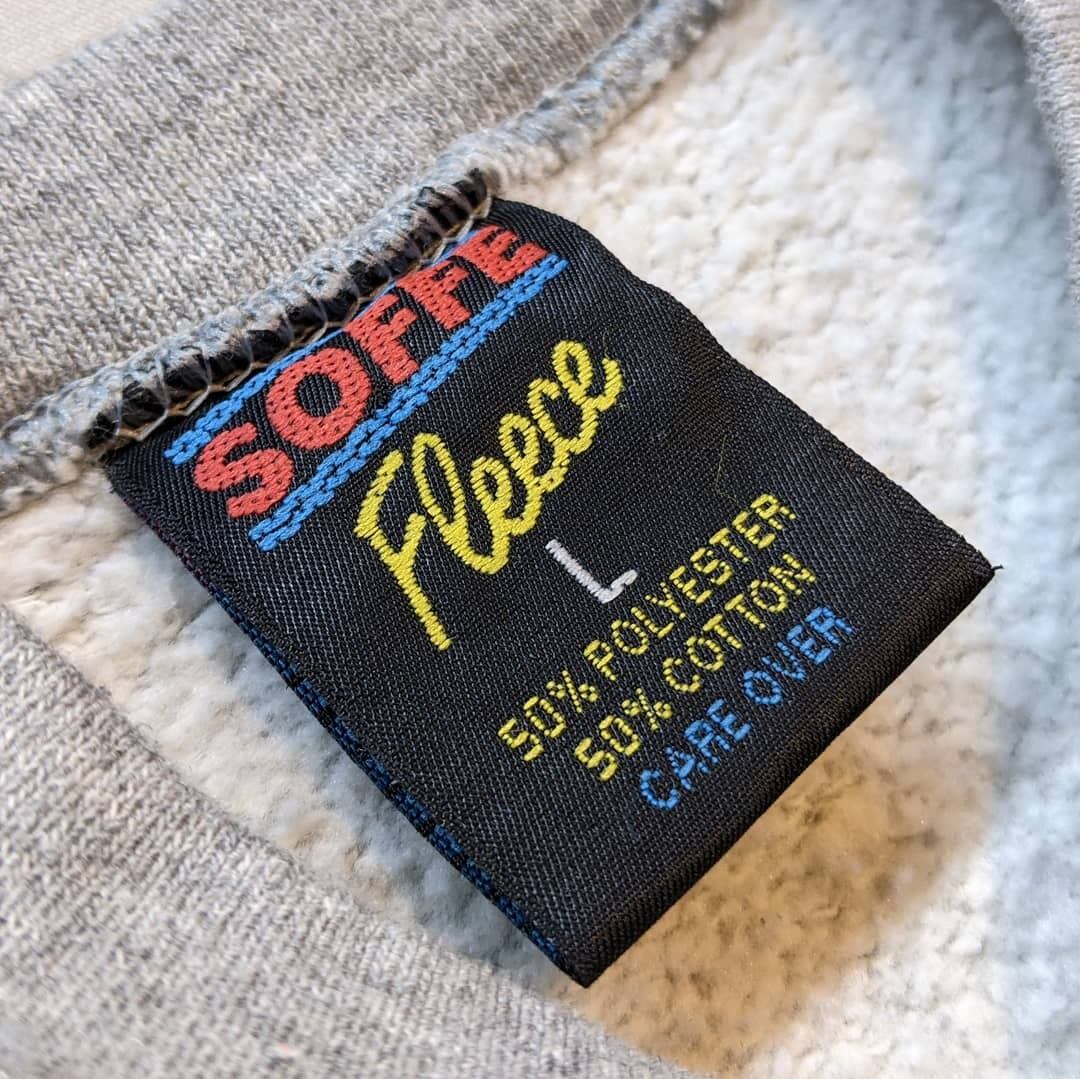 SOFFE
Fleece
L
50% POLYESTER
50% COTTON
CARE OVER